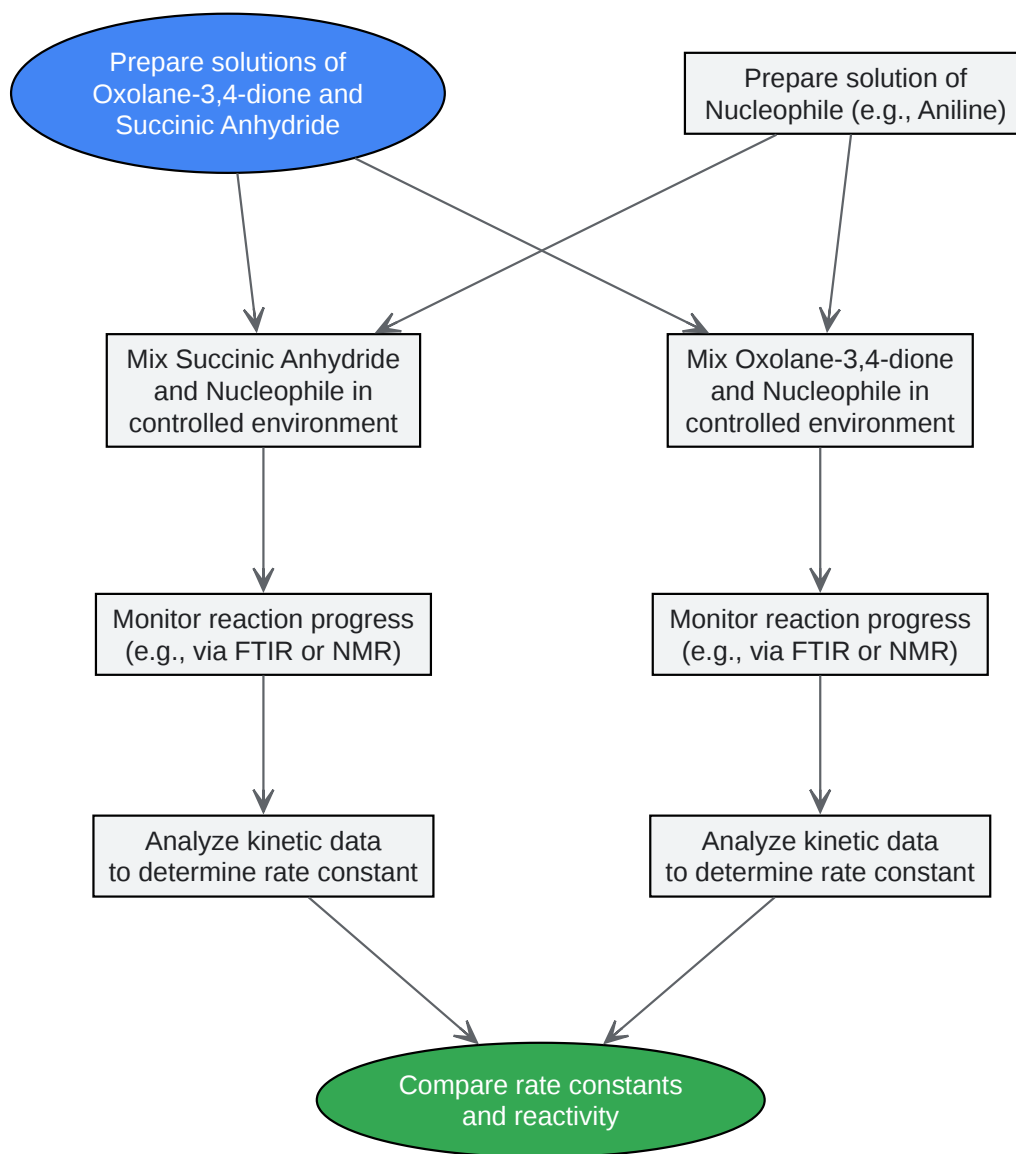 Prepare solutions of
Oxolane-3,4-dione and
Succinic Anhydride
Prepare solution of
Nucleophile (e.g., Aniline)
Mix Succinic Anhydride
and Nucleophile in
controlled environment
Mix Oxolane-3,4-dione
and Nucleophile in
controlled environment
Monitor reaction progress
(e.g., via FTIR or NMR)
Monitor reaction progress
(e.g., via FTIR or NMR)
Analyze kinetic data
to determine rate constant
Analyze kinetic data
to determine rate constant
Compare rate constants
and reactivity